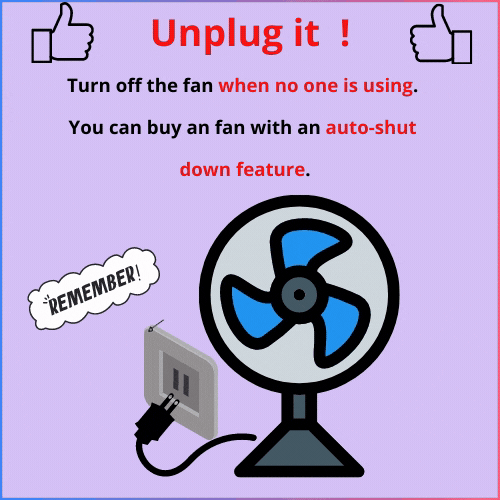 Unplug it !
Turn off the fan when no one is using.
You can buy an fan with an auto-shut
down feature.
REMEMBER!